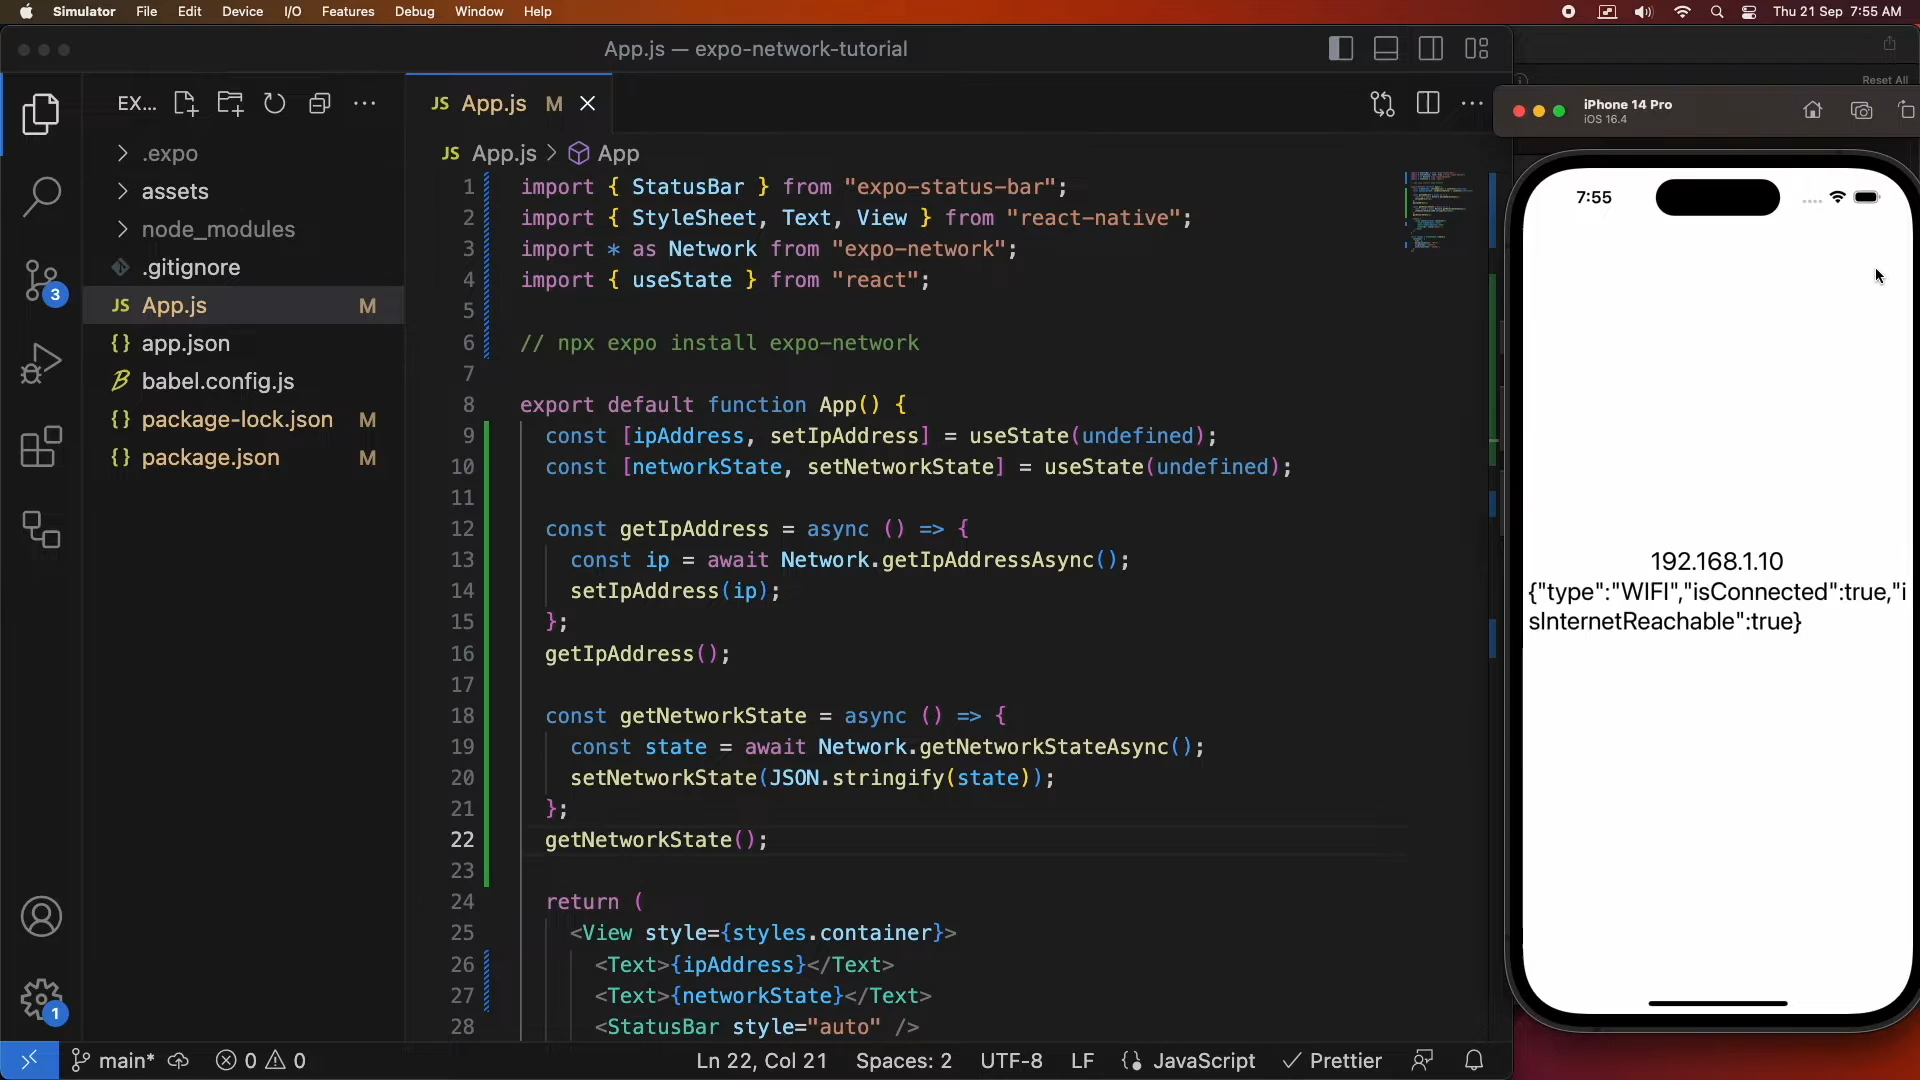 Simulator File Edit Device I/O Features Debug Window Help Thu 21 Sep 7:55 AM
App.js — expo-network-tutorial
Reset All
EX...
JS App.js M
iPhone 14 Pro
iOS 16.4
.expo
assets
node_modules
.gitignore
JS App.js M
{} app.json
babel.config.js
{} package-lock.json M
{} package.json M
3
1
JS App.js > App
1 import { StatusBar } from "expo-status-bar";
2 import { StyleSheet, Text, View } from "react-native";
3 import * as Network from "expo-network";
4 import { useState } from "react";
5
6 // npx expo install expo-network
7
8 export default function App() {
9 const [ipAddress, setIpAddress] = useState(undefined);
10 const [networkState, setNetworkState] = useState(undefined);
11
12 const getIpAddress = async () => {
13 const ip = await Network.getIpAddressAsync();
14 setIpAddress(ip);
15 };
16 getIpAddress();
17
18 const getNetworkState = async () => {
19 const state = await Network.getNetworkStateAsync();
20 setNetworkState(JSON.stringify(state));
21 };
22 getNetworkState();
23
24 return (
25 <View style={styles.container}>
26 <Text>{ipAddress}</Text>
27 <Text>{networkState}</Text>
28 <StatusBar style="auto" />
7:55
192.168.1.10
{"type":"WIFI","isConnected":true,"i
sInternetReachable":true}
main* 0 0 Ln 22, Col 21 Spaces: 2 UTF-8 LF {} JavaScript Prettier